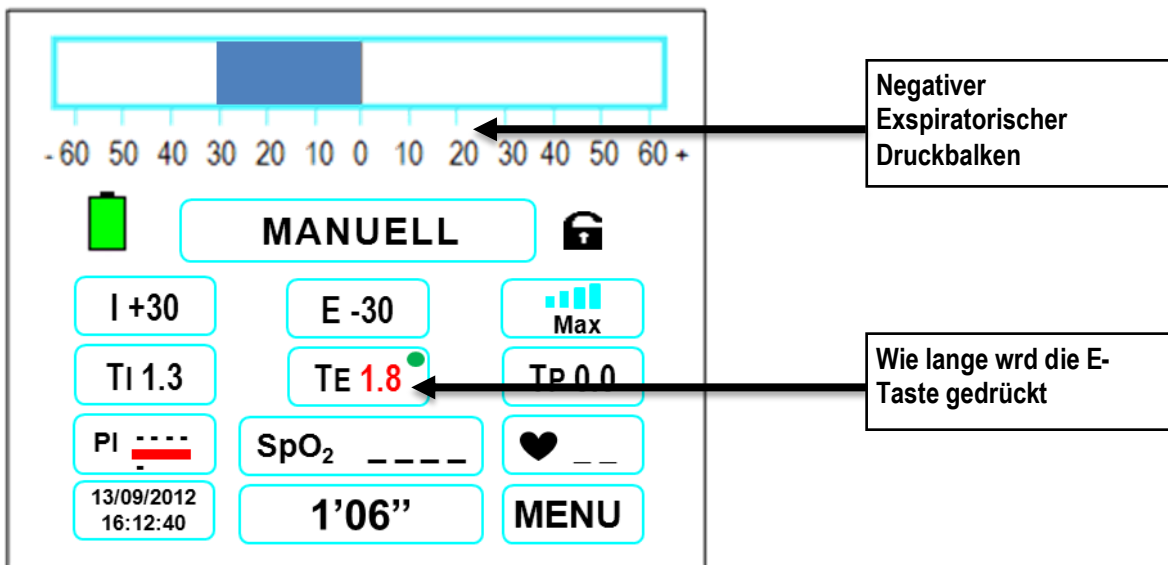 Negativer
Exspiratorischer
Druckbalken
- 60 50 40 30 20 10 0 10 20 30 40 50 60 +
MANUELL
I +30
E -30
Max
TI 1.3
TE 1.8
TP 0.0
Wie lange wrd die E-
Taste gedrückt
PI - - - - -
SpO₂ _ _ _ _
_ _
13/09/2012
16:12:40
1’06’’
MENU